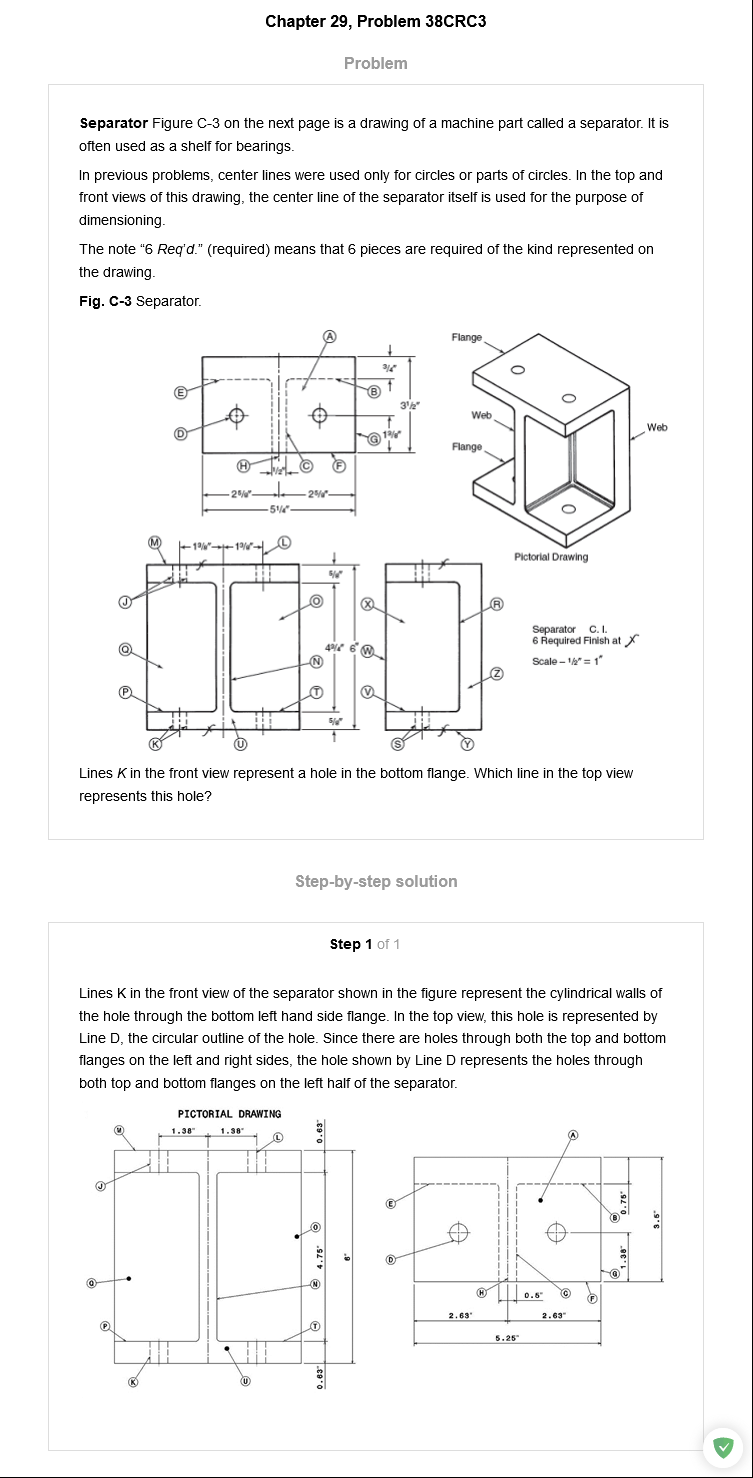 Chapter 29, Problem 38CRC3
Problem
Separator Figure C-3 on the next page is a drawing of a machine part called a separator. It is
often used as a shelf for bearings.
In previous problems, center lines were used only for circles or parts of circles. In the top and
front views of this drawing, the center line of the separator itself is used for the purpose of
dimensioning.
The note “6 Req'd.” (required) means that 6 pieces are required of the kind represented on
the drawing.
Fig. C-3 Separator.
A
Flange
3/4"
E
B
3 1/2"
Web
Web
D
G 1 3/8"
Flange
H 1/2" C F
2 5/8" 2 5/8"
5 1/4"
M 1 3/8" 1 3/8" L
Pictorial Drawing
5/8"
J O X R
Separator C. I.
6 Required Finish at
Q 4 3/4" 6" W
Scale – 1/2" = 1"
N
Z
P T V
5/8"
K U S Y
Lines K in the front view represent a hole in the bottom flange. Which line in the top view
represents this hole?
Step-by-step solution
Step 1 of 1
Lines K in the front view of the separator shown in the figure represent the cylindrical walls of
the hole through the bottom left hand side flange. In the top view, this hole is represented by
Line D, the circular outline of the hole. Since there are holes through both the top and bottom
flanges on the left and right sides, the hole shown by Line D represents the holes through
both top and bottom flanges on the left half of the separator.
PICTORIAL DRAWING
M 1.38" 1.38" L 0.63"
A
J
E
B 0.75"
3.5"
O
D
4.75" 6"
G 1.38"
Q N
H 0.5" C F
2.63" 2.63"
P T
5.25"
K U 0.63"